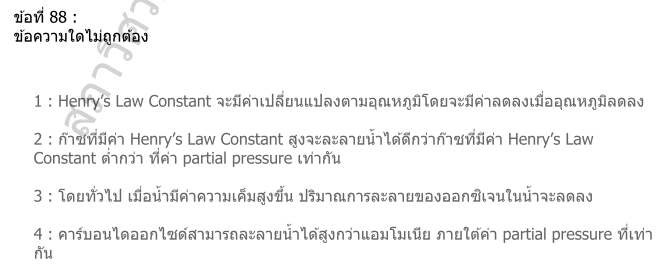 ข้อที่ 88 :
ข้อความใดไม่ถูกต้อง
1 : Henry's Law Constant จะมีค่าเปลี่ยนแปลงตามอุณหภูมิโดยจะมีค่าลดลงเมื่ออุณหภูมิลดลง
2 : ก๊าซที่มีค่า Henry's Law Constant สูงจะละลายน้ำได้ดีกว่าก๊าซที่มีค่า Henry's Law
Constant ต่ำกว่า ที่ค่า partial pressure เท่ากัน
3 : โดยทั่วไป เมื่อน้ำมีค่าความเค็มสูงขึ้น ปริมาณการละลายของออกซิเจนในน้ำจะลดลง
4 : คาร์บอนไดออกไซด์สามารถละลายน้ำได้สูงกว่าแอมโมเนีย ภายใต้ค่า partial pressure ที่เท่า
กัน